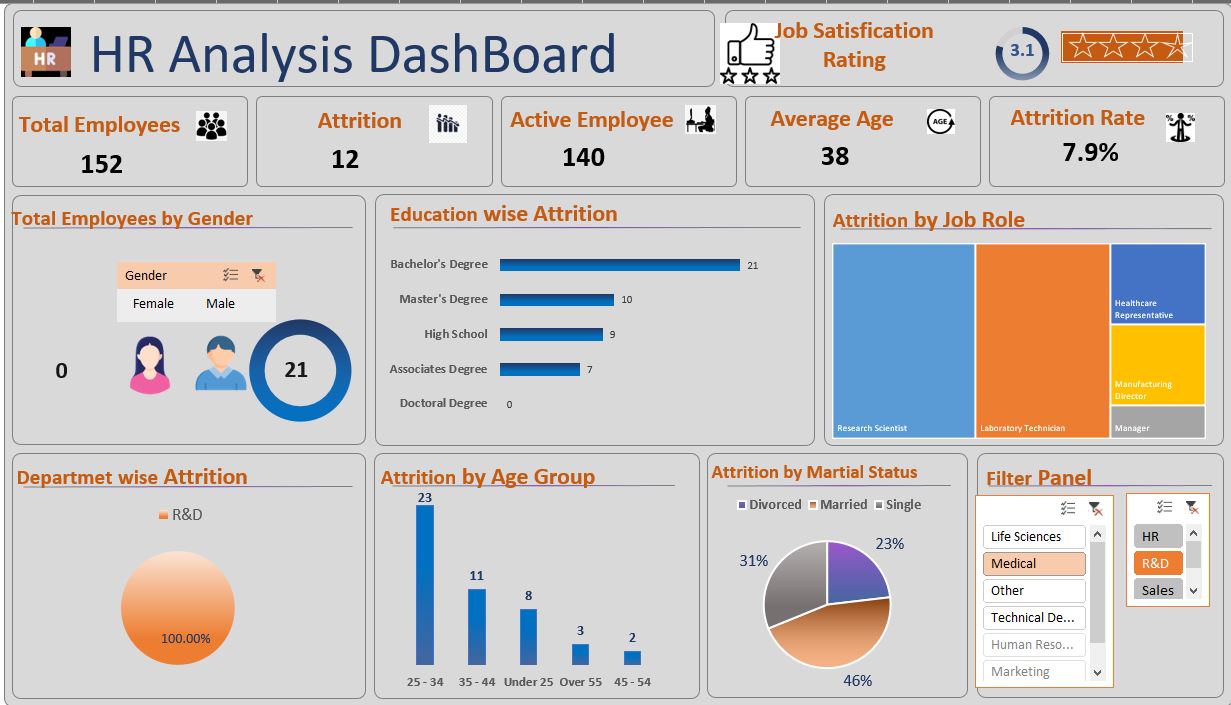 HR
HR Analysis DashBoard
Job Satisfication
Rating
3.1
Total Employees
152
Attrition
12
Active Employee
140
Average Age
AGE
38
Attrition Rate
% %
7.9%
Total Employees by Gender
Gender
Female Male
0
21
Education wise Attrition
Bachelor's Degree 21
Master's Degree 10
High School 9
Associates Degree 7
Doctoral Degree 0
Attrition by Job Role
Research Scientist
Laboratory Technician
Healthcare
Representative
Manufacturing
Director
Manager
Departmet wise Attrition
R&D
100.00%
Attrition by Age Group
23
11
8
3
2
25 - 34 35 - 44 Under 25 Over 55 45 - 54
Attrition by Martial Status
Divorced Married Single
23%
31%
46%
Filter Panel
Life Sciences
Medical
Other
Technical De...
Human Reso...
Marketing
HR
R&D
Sales